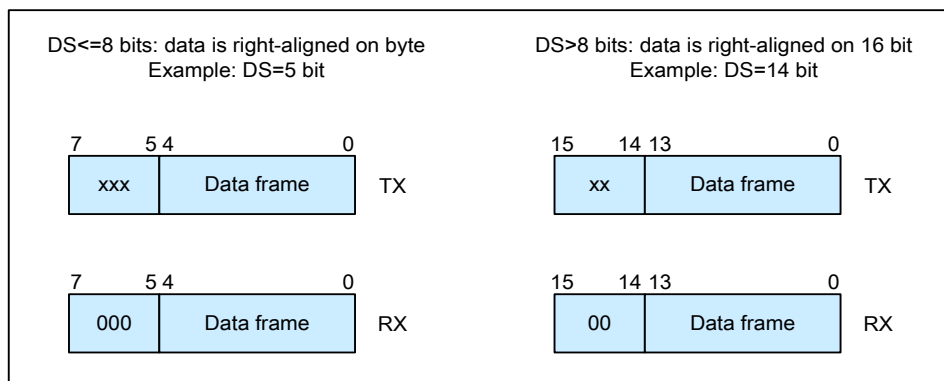 DS<=8 bits: data is right-aligned on byte
Example: DS=5 bit
7 5 4 0
xxx Data frame TX
7 5 4 0
000 Data frame RX
DS>8 bits: data is right-aligned on 16 bit
Example: DS=14 bit
15 14 13 0
xx Data frame TX
15 14 13 0
00 Data frame RX